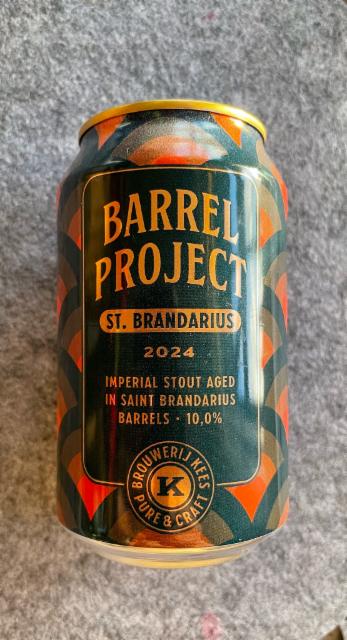 BARREL
PROJECT
ST. BRANDARIUS
2024
IMPERIAL STOUT AGED
IN SAINT BRANDARIUS
BARRELS · 10,0%
BROUWERIJ KEES
K
PURE & CRAFT